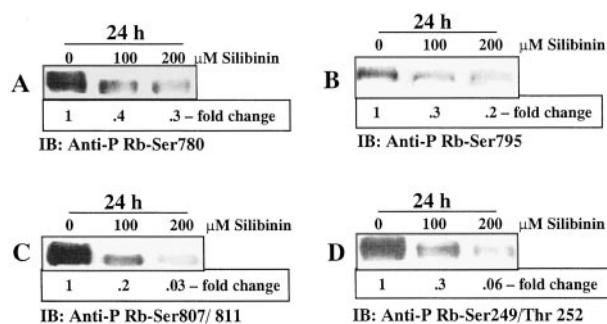 24 h
0 100 200 μM Silibinin
A
1 .4 .3 – fold change
IB: Anti-P Rb-Ser780
24 h
0 100 200 μM Silibinin
B
1 .3 .2 – fold change
IB: Anti-P Rb-Ser795
24 h
0 100 200 μM Silibinin
C
1 .2 .03 – fold change
IB: Anti-P Rb-Ser807/ 811
24 h
0 100 200 μM Silibinin
D
1 .3 .06 – fold change
IB: Anti-P Rb-Ser249/Thr 252